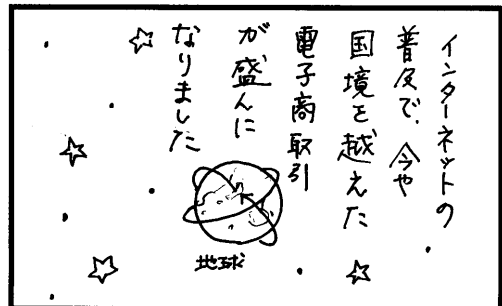 インターネットの
普及で、今や
国境を越えた
電子商取引
が盛んに
なりました
地球